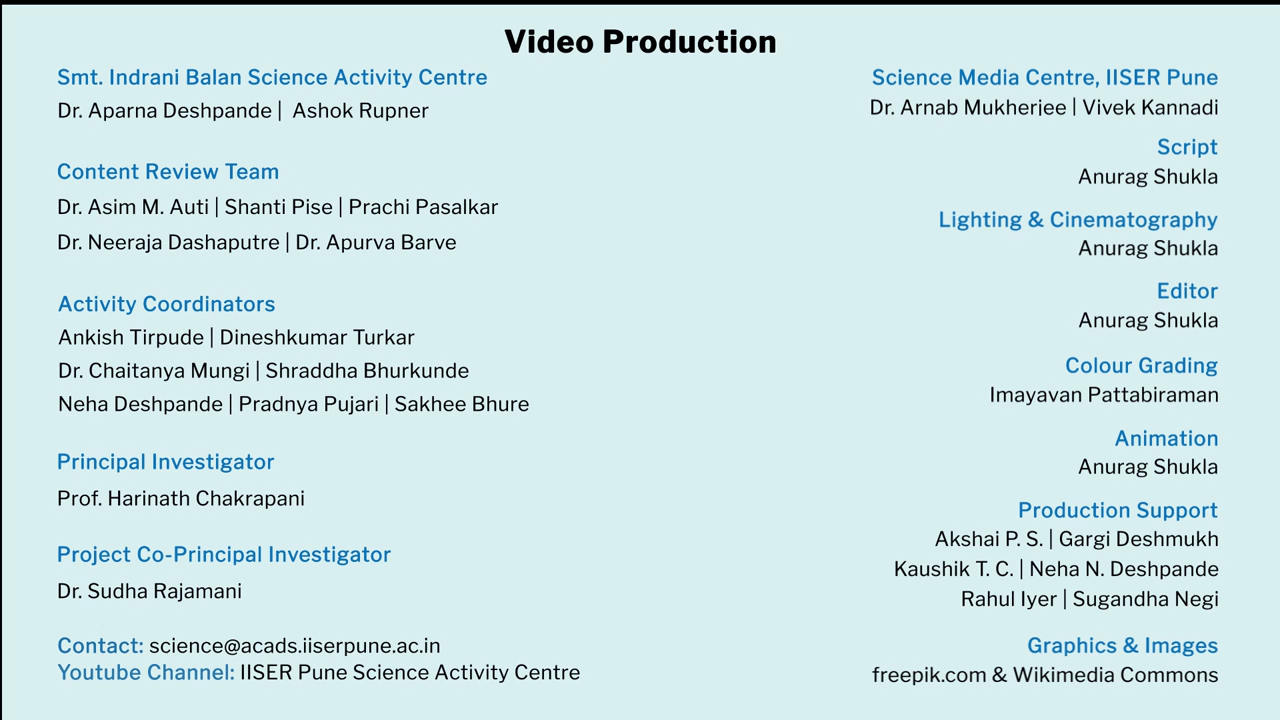 Video Production
Smt. Indrani Balan Science Activity Centre
Dr. Aparna Deshpande | Ashok Rupner
Content Review Team
Dr. Asim M. Auti | Shanti Pise | Prachi Pasalkar
Dr. Neeraja Dashaputre | Dr. Apurva Barve
Activity Coordinators
Ankish Tirpude | Dineshkumar Turkar
Dr. Chaitanya Mungi | Shraddha Bhurkunde
Neha Deshpande | Pradnya Pujari | Sakhee Bhure
Principal Investigator
Prof. Harinath Chakrapani
Project Co-Principal Investigator
Dr. Sudha Rajamani
Contact: science@acads.iiserpune.ac.in
Youtube Channel: IISER Pune Science Activity Centre
Science Media Centre, IISER Pune
Dr. Arnab Mukherjee | Vivek Kannadi
Script
Anurag Shukla
Lighting & Cinematography
Anurag Shukla
Editor
Anurag Shukla
Colour Grading
Imayavan Pattabiraman
Animation
Anurag Shukla
Production Support
Akshai P. S. | Gargi Deshmukh
Kaushik T. C. | Neha N. Deshpande
Rahul Iyer | Sugandha Negi
Graphics & Images
freepik.com & Wikimedia Commons